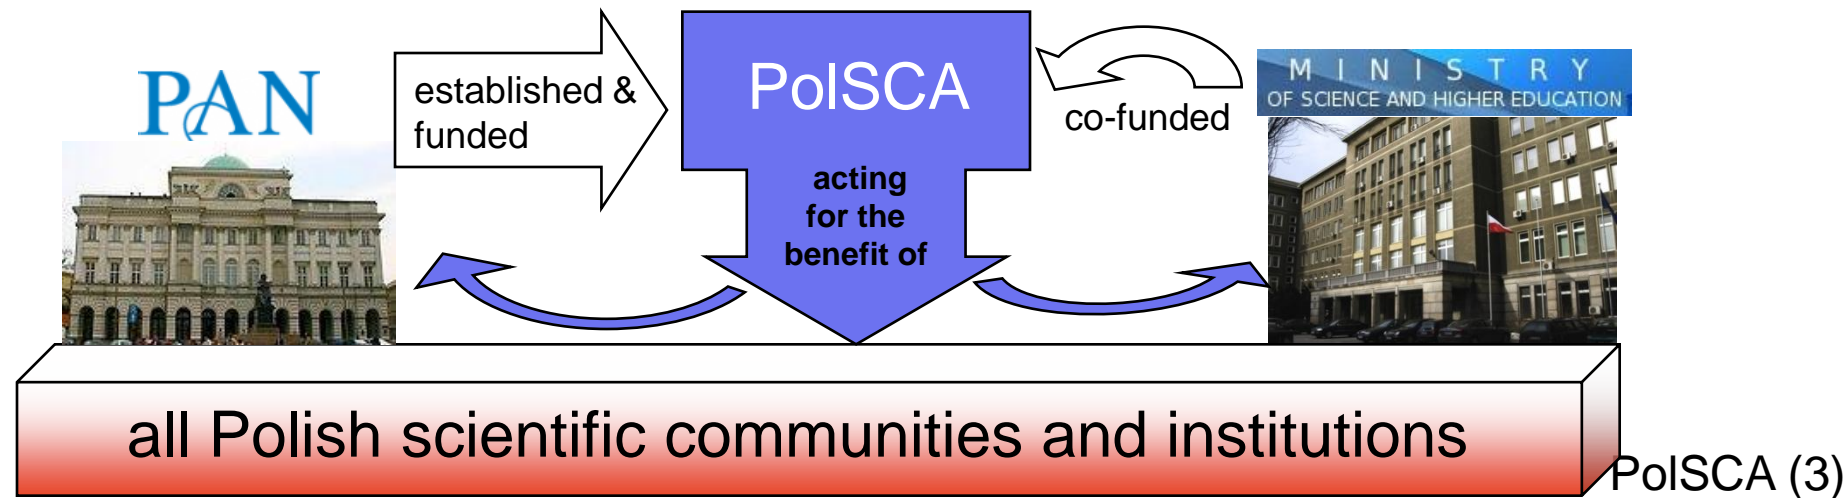 PAN
established &
funded
PolSCA
co-funded
MINISTRY
OF SCIENCE AND HIGHER EDUCATION
acting
for the
benefit of
all Polish scientific communities and institutions
PolSCA (3)